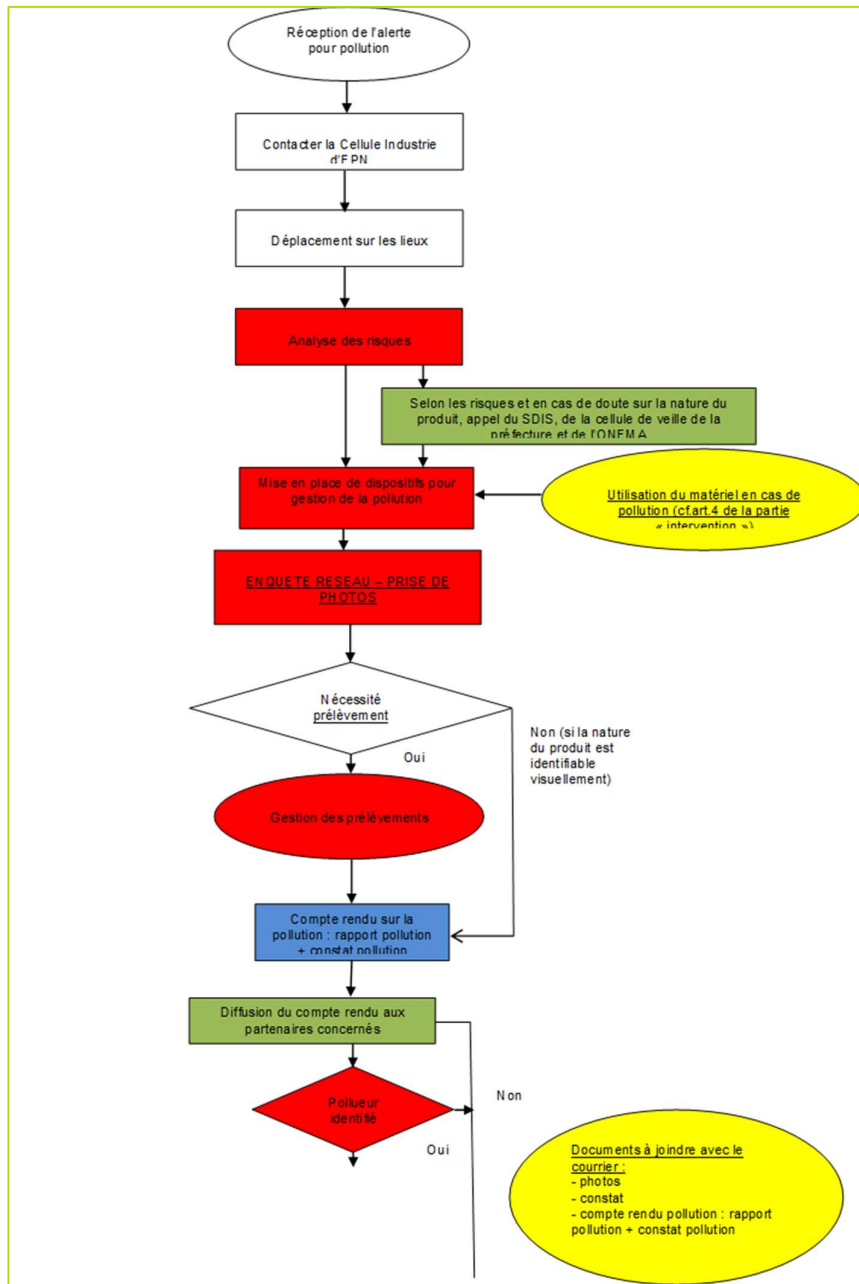 Réception de l'alerte
pour pollution
Contacter la Cellule Industrie
d'EPN
Déplacement sur les lieux
Analyse des risques
Selon les risques et en cas de doute sur la nature du
produit, appel du SDIS, de la cellule de veille de la
préfecture et de l'ONEMA
Mise en place de dispositifs pour
gestion de la pollution
Utilisation du matériel en cas de
pollution (cf.art.4 de la partie
« intervention »)
ENQUETE RESEAU – PRISE DE
PHOTOS
Nécessité
prélèvement
Non (si la nature
du produit est
identifiable
visuellement)
Oui
Gestion des prélèvements
Compte rendu sur la
pollution : rapport pollution
+ constat pollution
Diffusion du compte rendu aux
partenaires concernés
Pollueur
identifié
Non
Oui
Documents à joindre avec le
courrier :
- photos
- constat
- compte rendu pollution : rapport
pollution + constat pollution